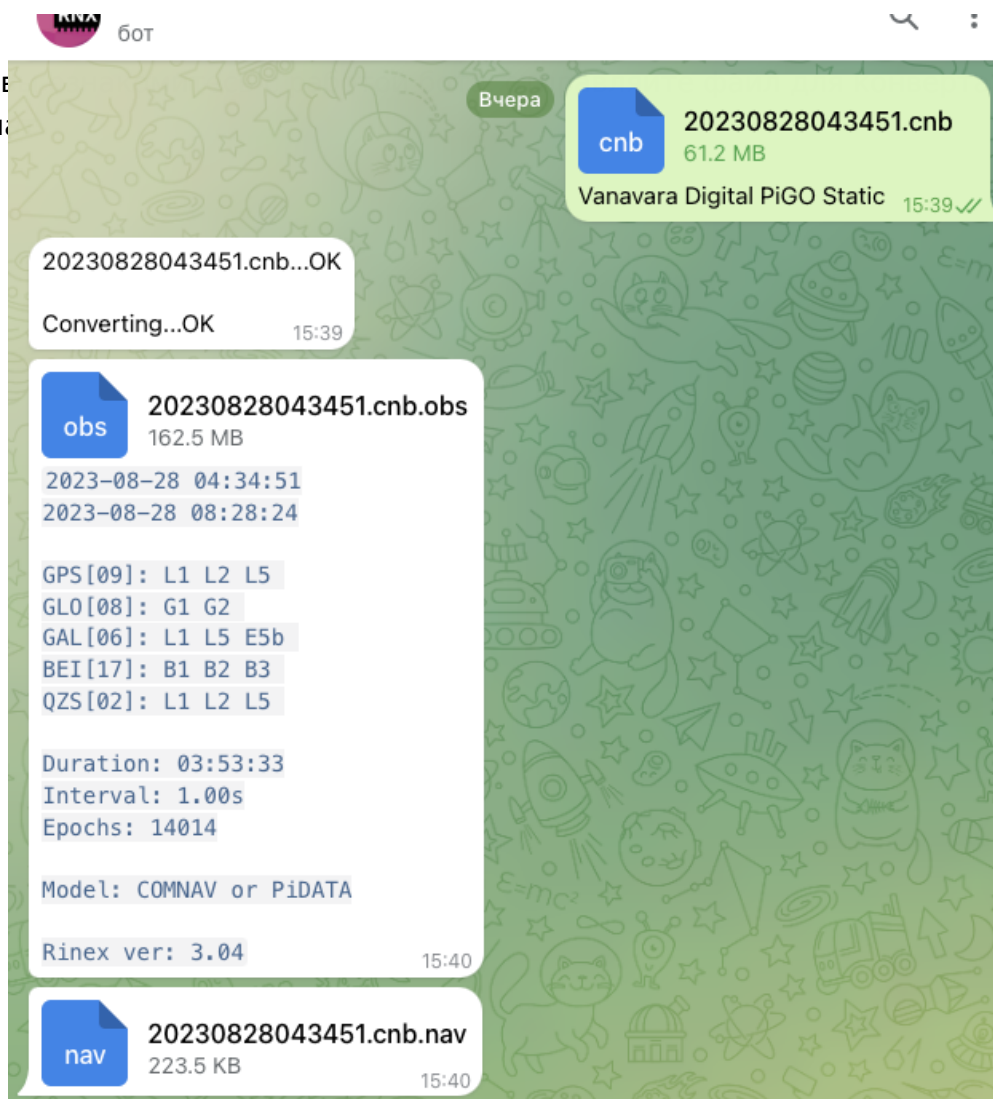 RNX
бот
Вчера
cnb
20230828043451.cnb
61.2 MB
Vanavara Digital PiGO Static 15:39
20230828043451.cnb...OK
Converting...OK 15:39
obs
20230828043451.cnb.obs
162.5 MB
2023-08-28 04:34:51
2023-08-28 08:28:24
GPS[09]: L1 L2 L5
GLO[08]: G1 G2
GAL[06]: L1 L5 E5b
BEI[17]: B1 B2 B3
QZS[02]: L1 L2 L5
Duration: 03:53:33
Interval: 1.00s
Epochs: 14014
Model: COMNAV or PiDATA
Rinex ver: 3.04 15:40
nav
20230828043451.cnb.nav
223.5 KB
15:40